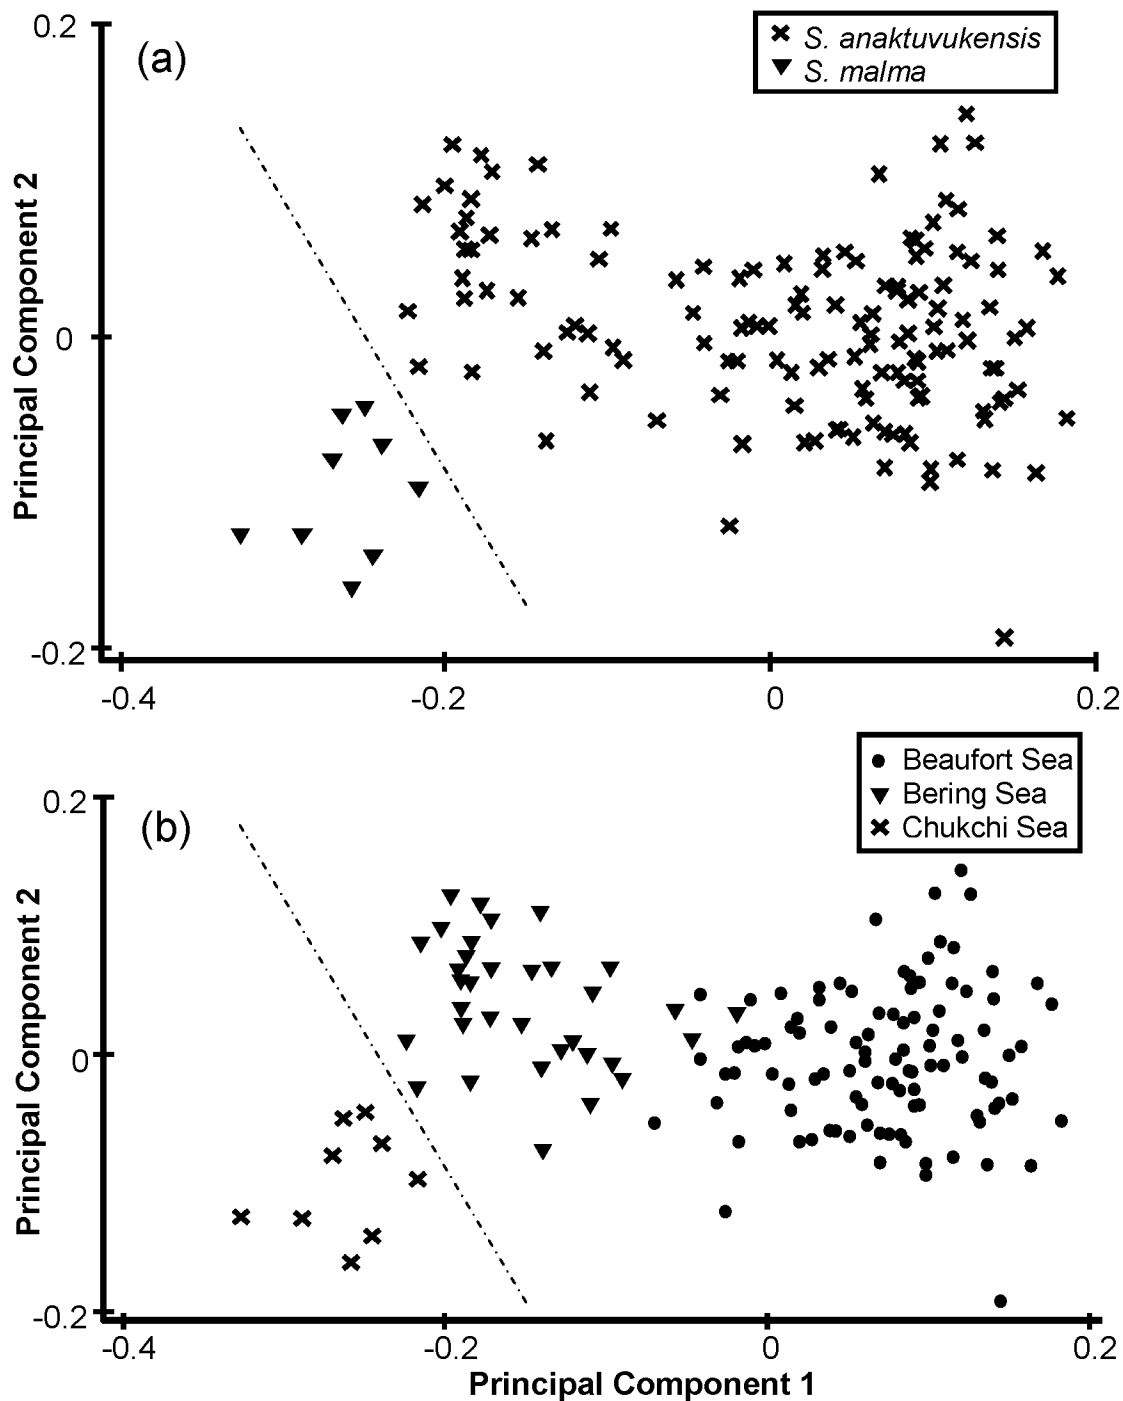 0.2
(a)
S. anaktuvukensis
S. malma
Principal Component 2
0
-0.2
-0.4
-0.2
0
0.2
Beaufort Sea
Bering Sea
Chukchi Sea
0.2
(b)
Principal Component 2
0
-0.2
-0.4
-0.2
0
0.2
Principal Component 1